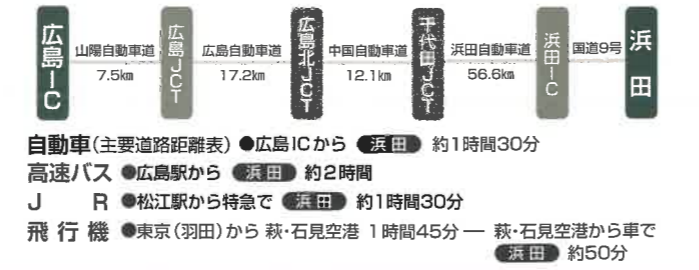 広島IC 山陽自動車道 7.5km 広島JCT 広島自動車道 17.2km 広島北JCT 中国自動車道 12.1km 千代田JCT 浜田自動車道 56.6km 浜田IC 国道9号 浜田
自動車(主要道路距離表) ●広島ICから 浜田 約1時間30分
高速バス ●広島駅から 浜田 約2時間
J R ●松江駅から特急で 浜田 約1時間30分
飛行機 ●東京(羽田)から 萩・石見空港 1時間45分 ― 萩・石見空港から車で
浜田 約50分